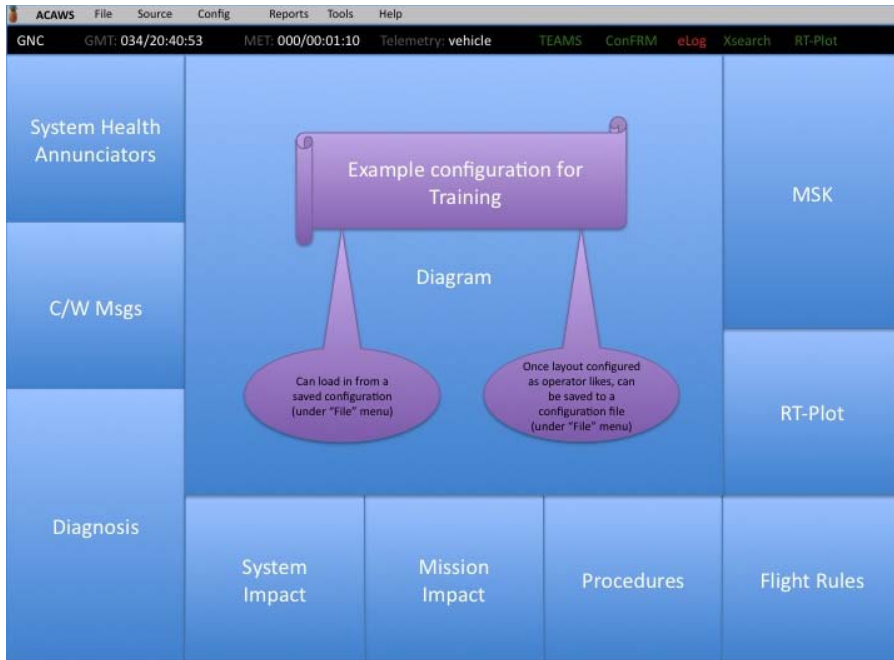 ACAWS File Source Config Reports Tools Help
GNC GMT: 034/20:40:53 MET: 000/00:01:10 Telemetry: vehicle TEAMS ConFRM eLog Xsearch RT-Plot
System Health
Annunciators
C/W Msgs
Diagnosis
Example configuration for
Training
Diagram
Can load in from a
saved configuration
(under “File” menu)
Once layout configured
as operator likes, can
be saved to a
configuration file
(under “File” menu)
MSK
RT-Plot
System
Impact
Mission
Impact
Procedures
Flight Rules